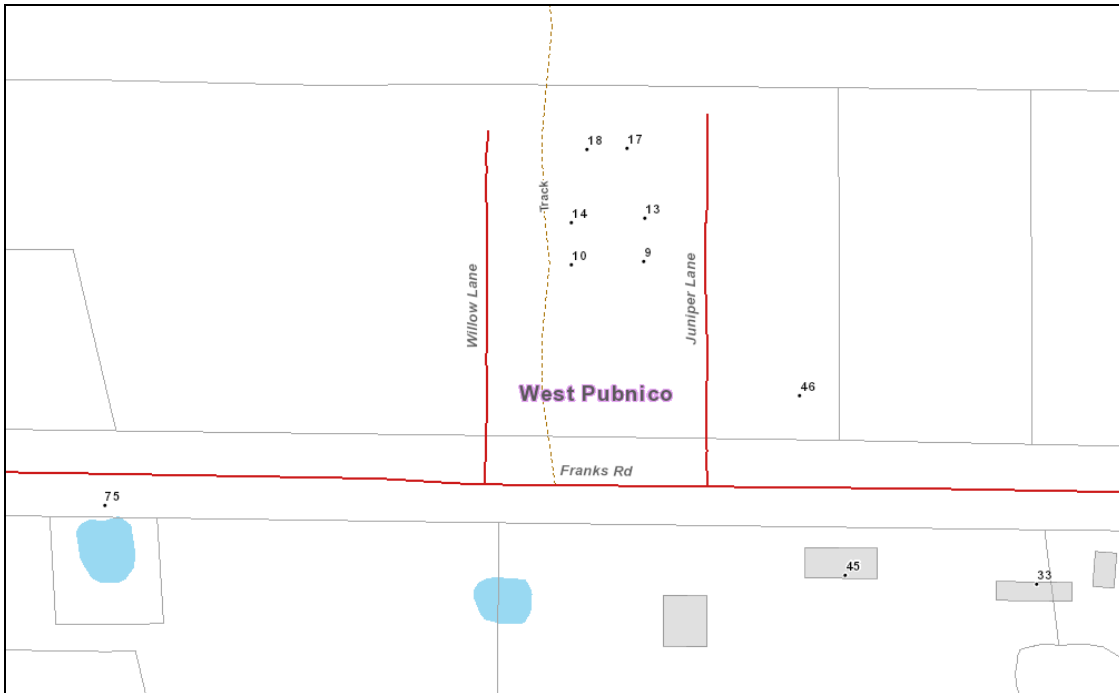 18
17
Track
14
13
10
9
Willow Lane
Juniper Lane
West Pubnico
46
Franks Rd
75
45
33